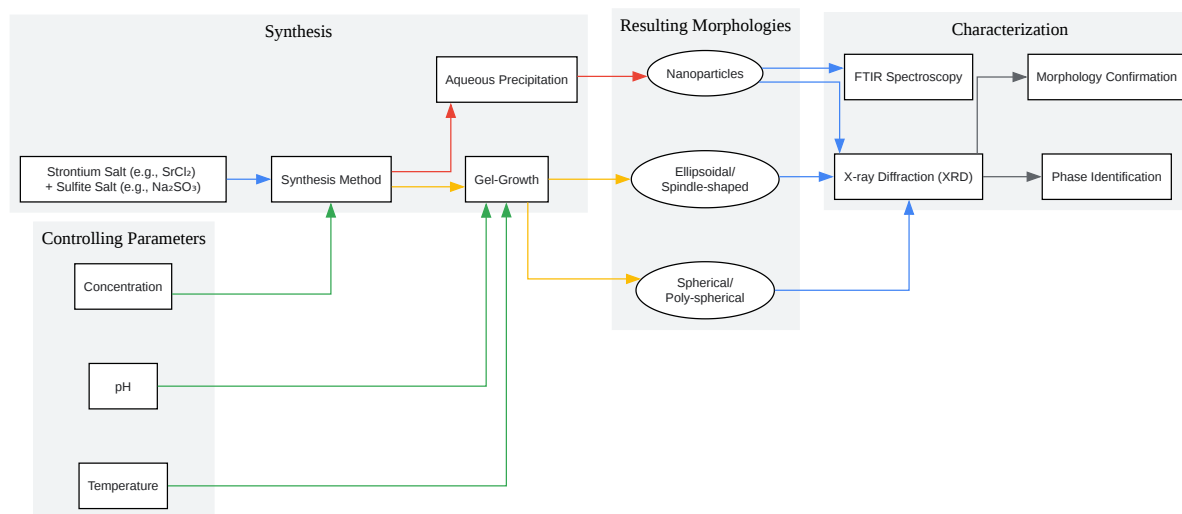 Synthesis
Resulting Morphologies
Characterization
Aqueous Precipitation
Nanoparticles
FTIR Spectroscopy
Morphology Confirmation
Strontium Salt (e.g., SrCl₂)
+ Sulfite Salt (e.g., Na₂SO₃)
Synthesis Method
Gel-Growth
Ellipsoidal/
Spindle-shaped
X-ray Diffraction (XRD)
Phase Identification
Controlling Parameters
Concentration
Spherical/
Poly-spherical
pH
Temperature